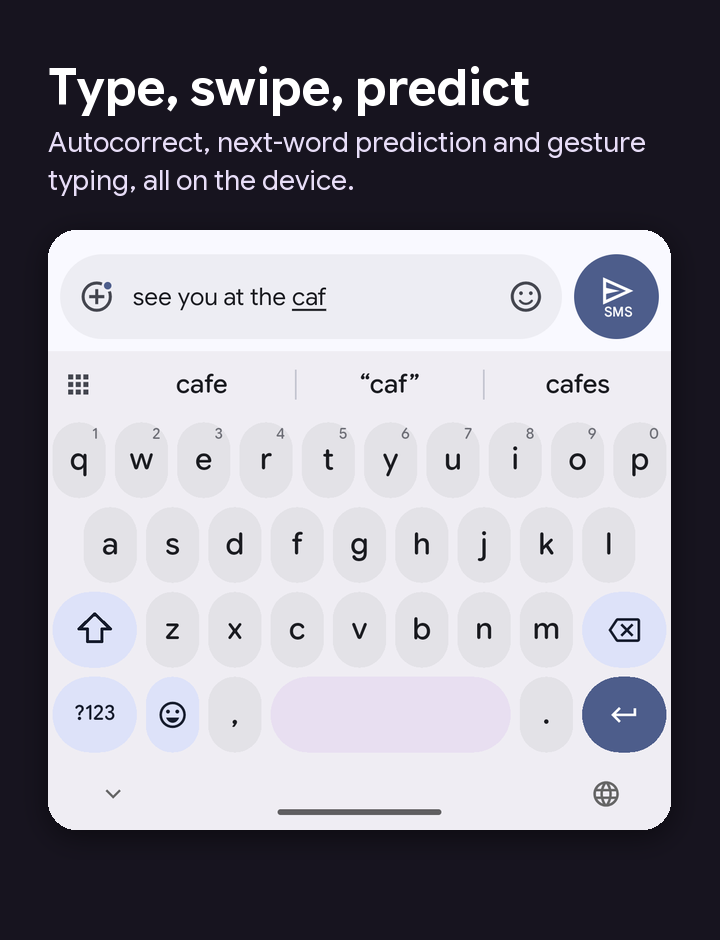 Type, swipe, predict
Autocorrect, next-word prediction and gesture
typing, all on the device.
see you at the caf
SMS
cafe “caf” cafes
1 2 3 4 5 6 7 8 9 0
q w e r t y u i o p
a s d f g h j k l
z x c v b n m
?123 , .